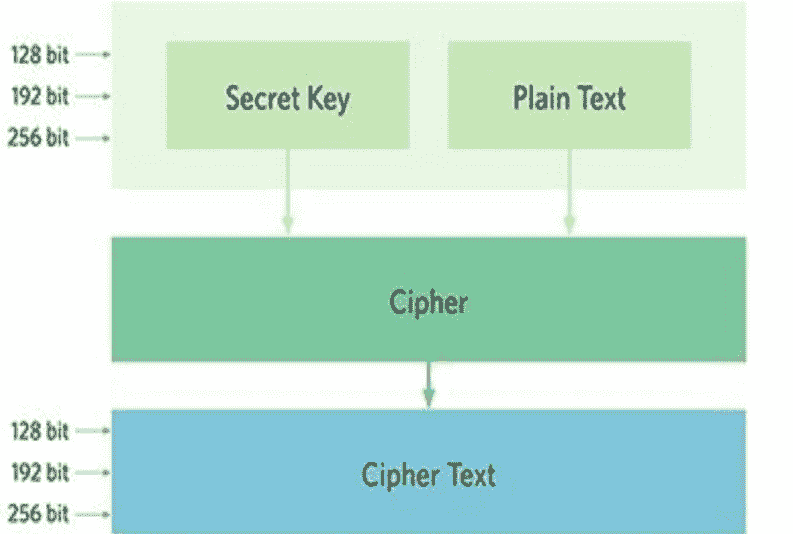 128 bit
192 bit
256 bit
Secret Key
Plain Text
Cipher
128 bit
192 bit
256 bit
Cipher Text